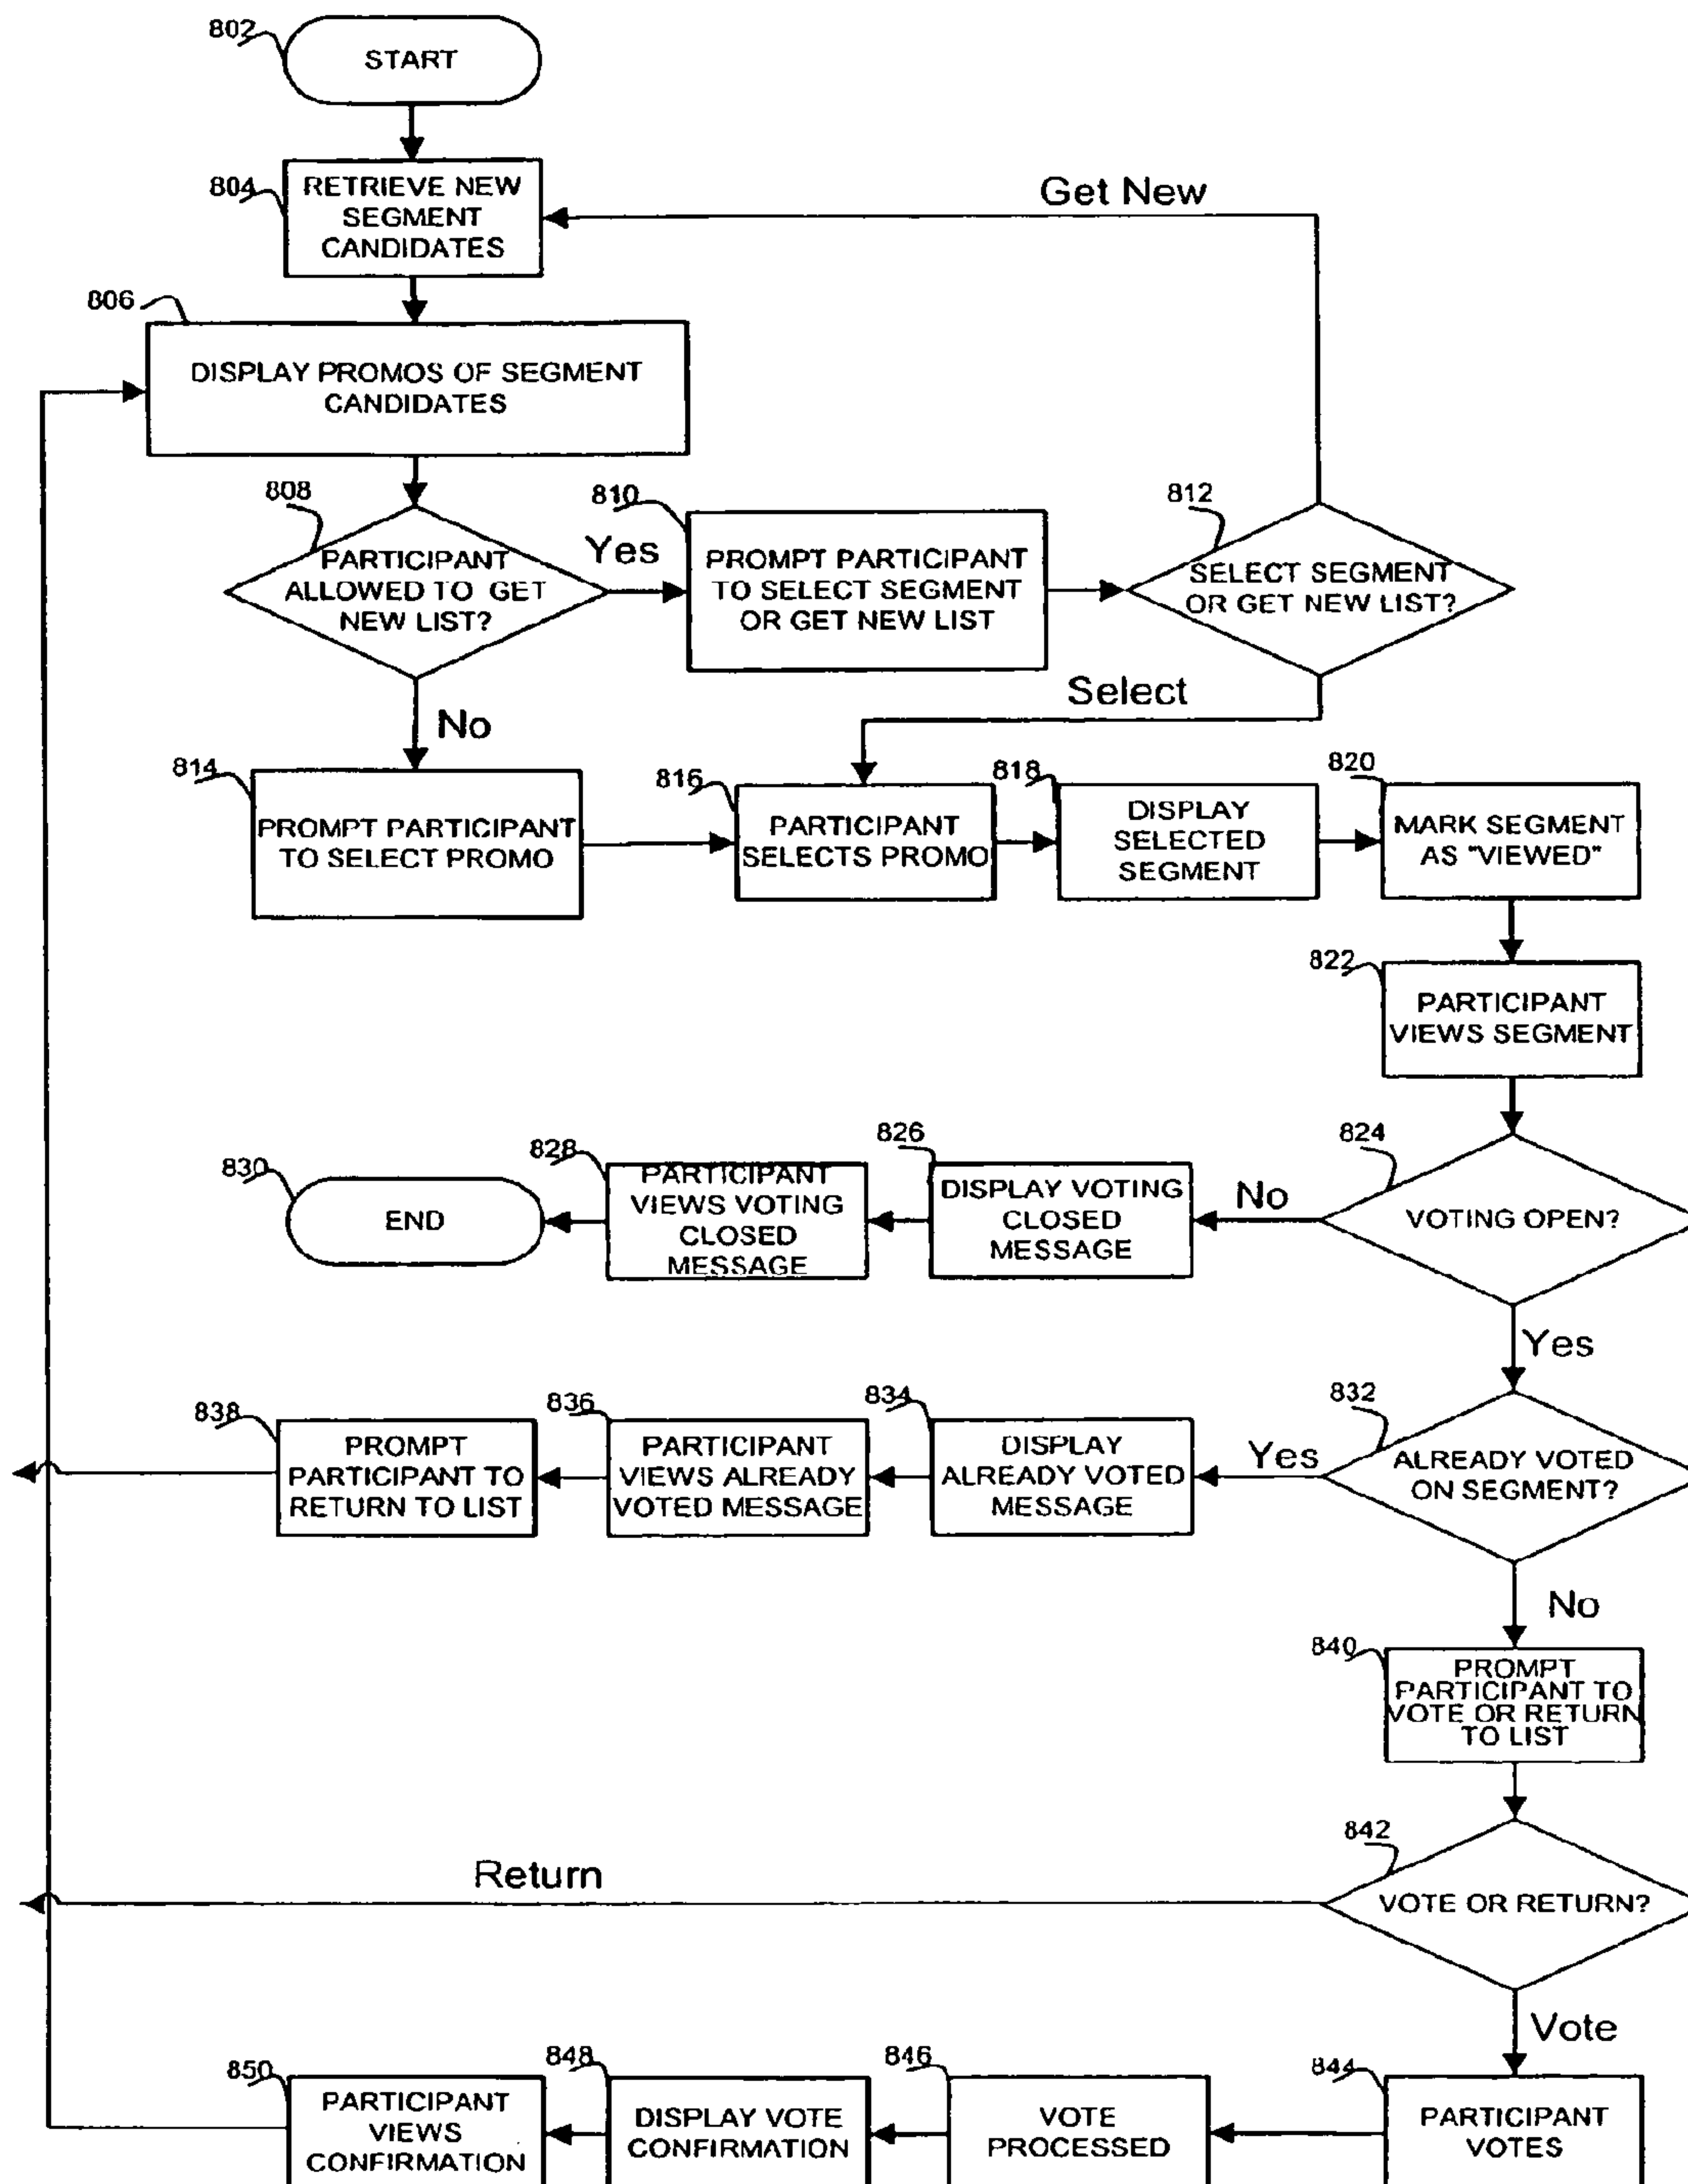 802
START
804
RETRIEVE NEW
SEGMENT
CANDIDATES
Get New
806
DISPLAY PROMOS OF SEGMENT
CANDIDATES
808
PARTICIPANT
ALLOWED TO GET
NEW LIST?
Yes
810
PROMPT PARTICIPANT
TO SELECT SEGMENT
OR GET NEW LIST
812
SELECT SEGMENT
OR GET NEW LIST?
Select
No
814
PROMPT PARTICIPANT
TO SELECT PROMO
816
PARTICIPANT
SELECTS PROMO
818
DISPLAY
SELECTED
SEGMENT
820
MARK SEGMENT
AS "VIEWED"
822
PARTICIPANT
VIEWS SEGMENT
824
VOTING OPEN?
No
826
DISPLAY VOTING
CLOSED
MESSAGE
828
PARTICIPANT
VIEWS VOTING
CLOSED
MESSAGE
830
END
Yes
832
ALREADY VOTED
ON SEGMENT?
Yes
834
DISPLAY
ALREADY VOTED
MESSAGE
836
PARTICIPANT
VIEWS ALREADY
VOTED MESSAGE
838
PROMPT
PARTICIPANT TO
RETURN TO LIST
No
840
PROMPT
PARTICIPANT TO
VOTE OR RETURN
TO LIST
842
VOTE OR RETURN?
Return
Vote
844
PARTICIPANT
VOTES
846
VOTE
PROCESSED
848
DISPLAY VOTE
CONFIRMATION
850
PARTICIPANT
VIEWS
CONFIRMATION